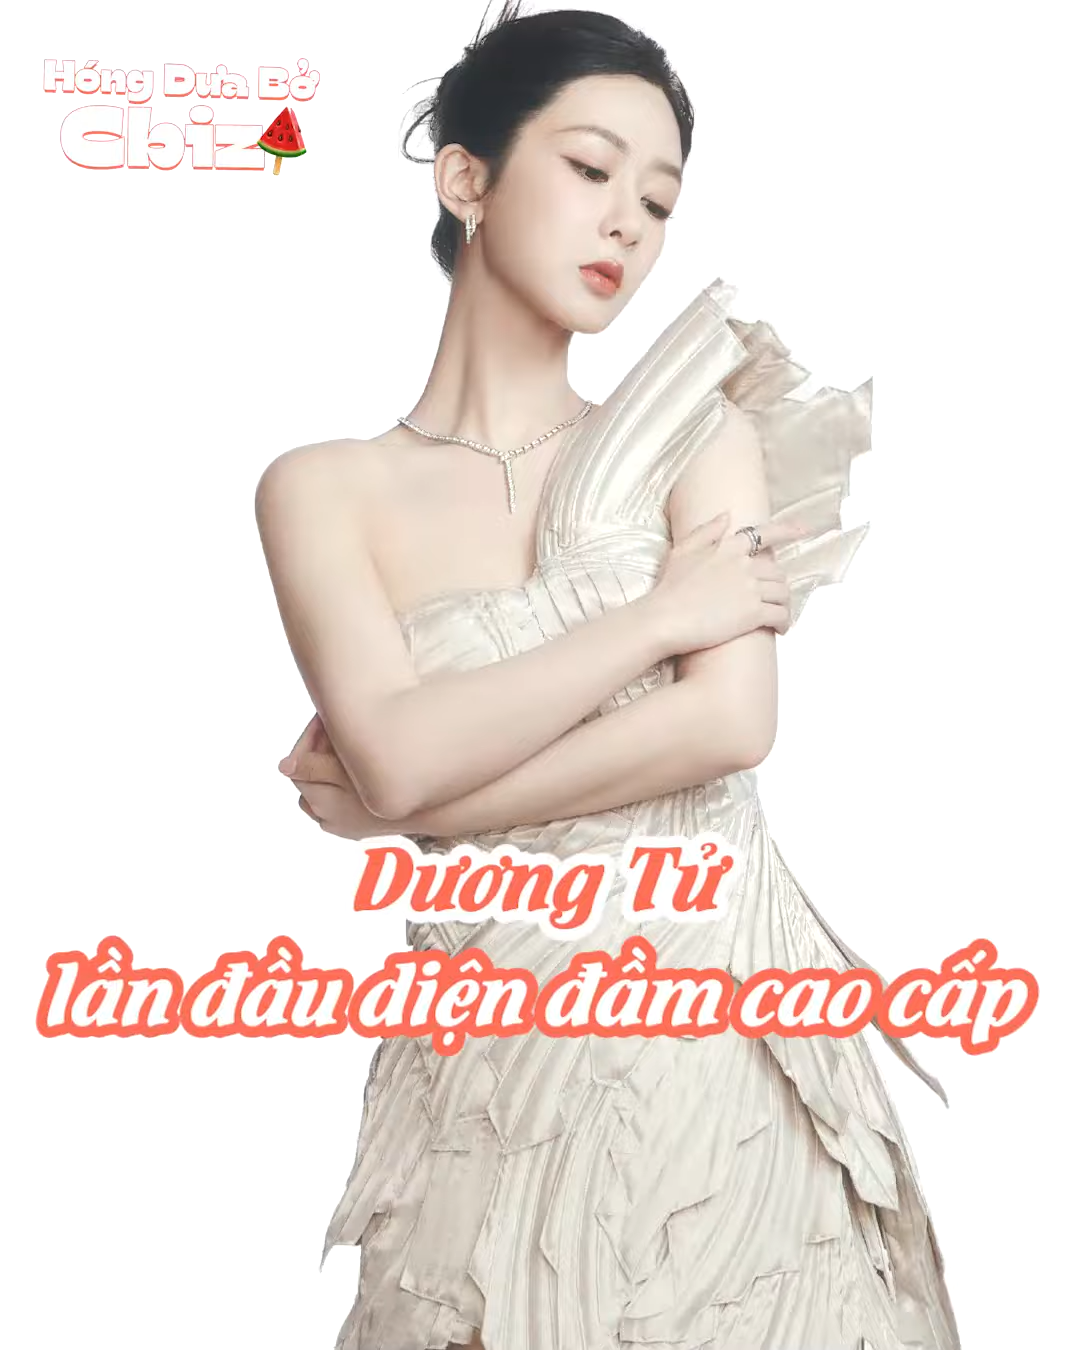 Hóng Dưa Bở
Cbiz
Dương Tử
lần đầu diện đầm cao cấp